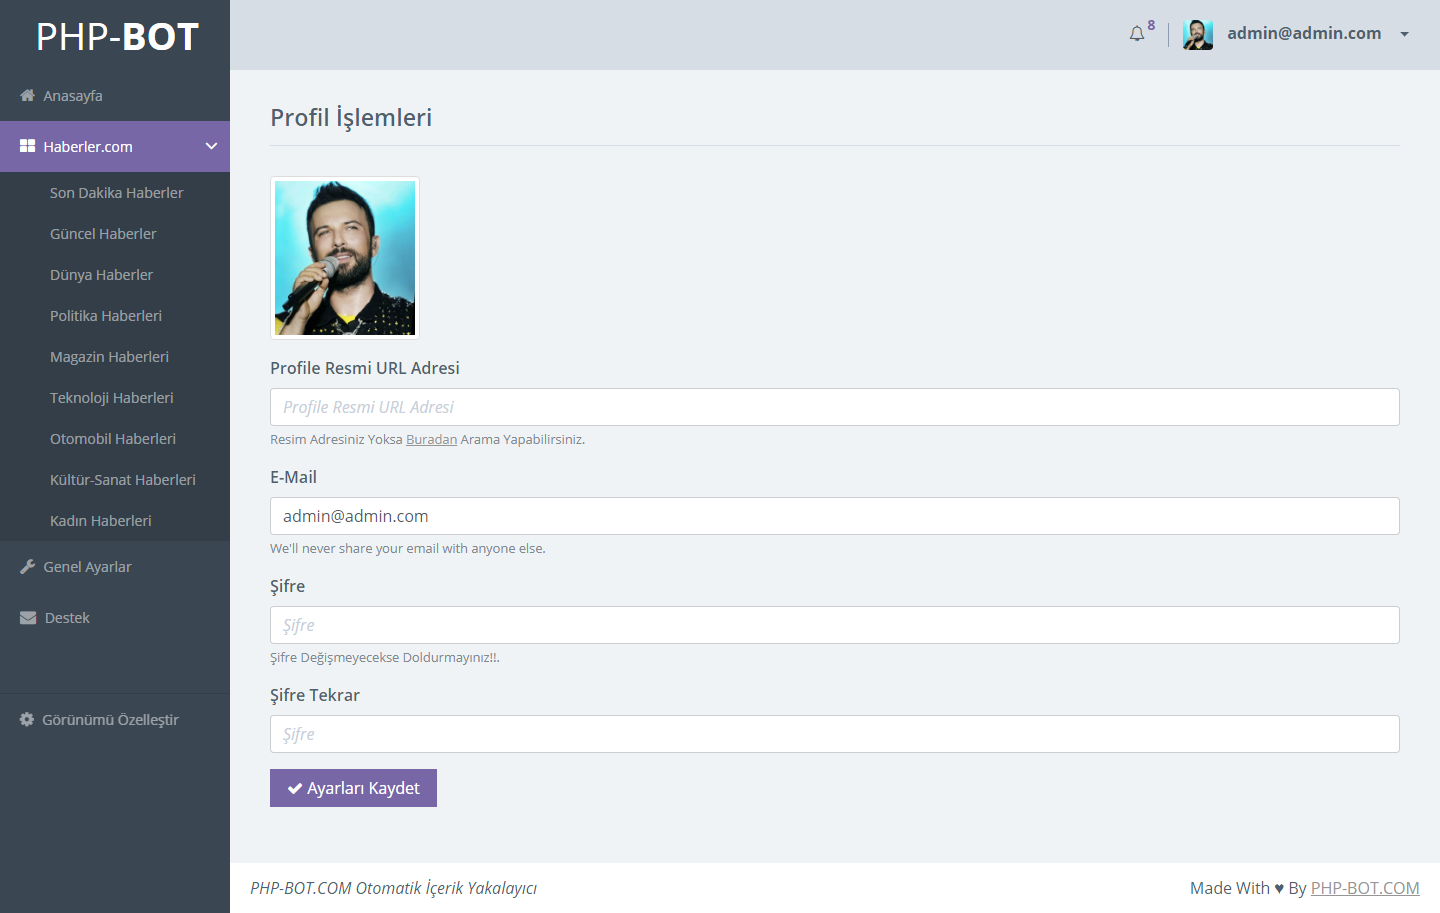 PHP-BOT
8
admin@admin.com
Anasayfa
Haberler.com
Son Dakika Haberler
Güncel Haberler
Dünya Haberler
Politika Haberleri
Magazin Haberleri
Teknoloji Haberleri
Otomobil Haberleri
Kültür-Sanat Haberleri
Kadın Haberleri
Genel Ayarlar
Destek
Görünümü Özelleştir
Profil İşlemleri
Profile Resmi URL Adresi
Profile Resmi URL Adresi
Resim Adresiniz Yoksa Buradan Arama Yapabilirsiniz.
E-Mail
admin@admin.com
We'll never share your email with anyone else.
Şifre
Şifre
Şifre Değişmeyecekse Doldurmayınız!!.
Şifre Tekrar
Şifre
Ayarları Kaydet
PHP-BOT.COM Otomatik İçerik Yakalayıcı
Made With ♥ By PHP-BOT.COM